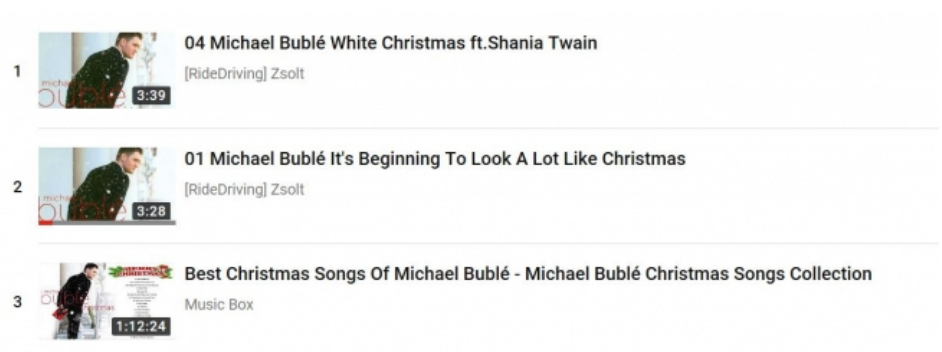 1
04 Michael Bublé White Christmas ft.Shania Twain
[RideDriving] Zsolt
3:39
2
01 Michael Bublé It's Beginning To Look A Lot Like Christmas
[RideDriving] Zsolt
3:28
3
Best Christmas Songs Of Michael Bublé - Michael Bublé Christmas Songs Collection
Music Box
1:12:24